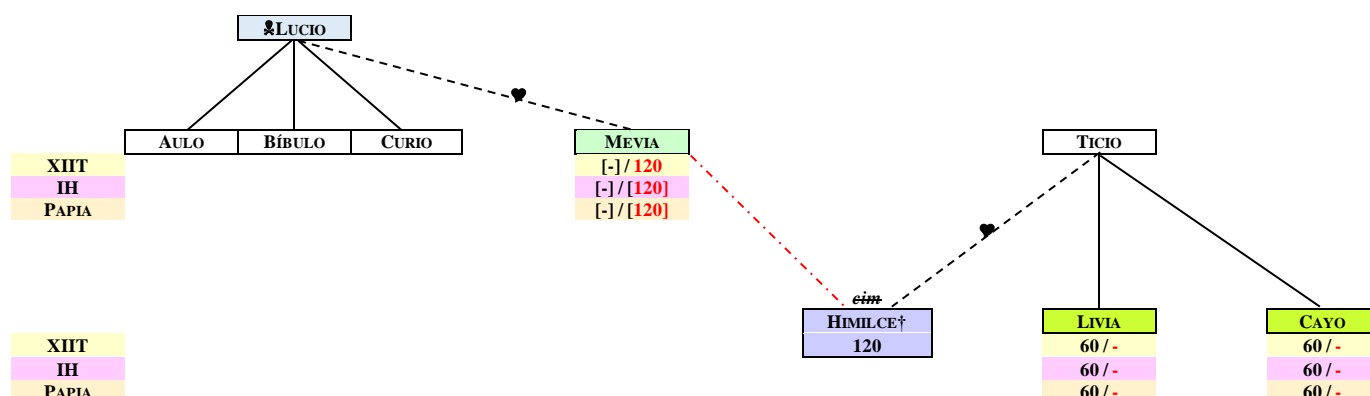 ☠LUCIO
AULO BÍBULO CURIO MEVIA TICIO
XIIT [-] / 120
IH [-] / [120]
PAPIA [-] / [120]
cim
HIMILCE† LIVIA CAYO
XIIT 120 60 / - 60 / -
IH 60 / - 60 / -
PAPIA 60 / - 60 / -